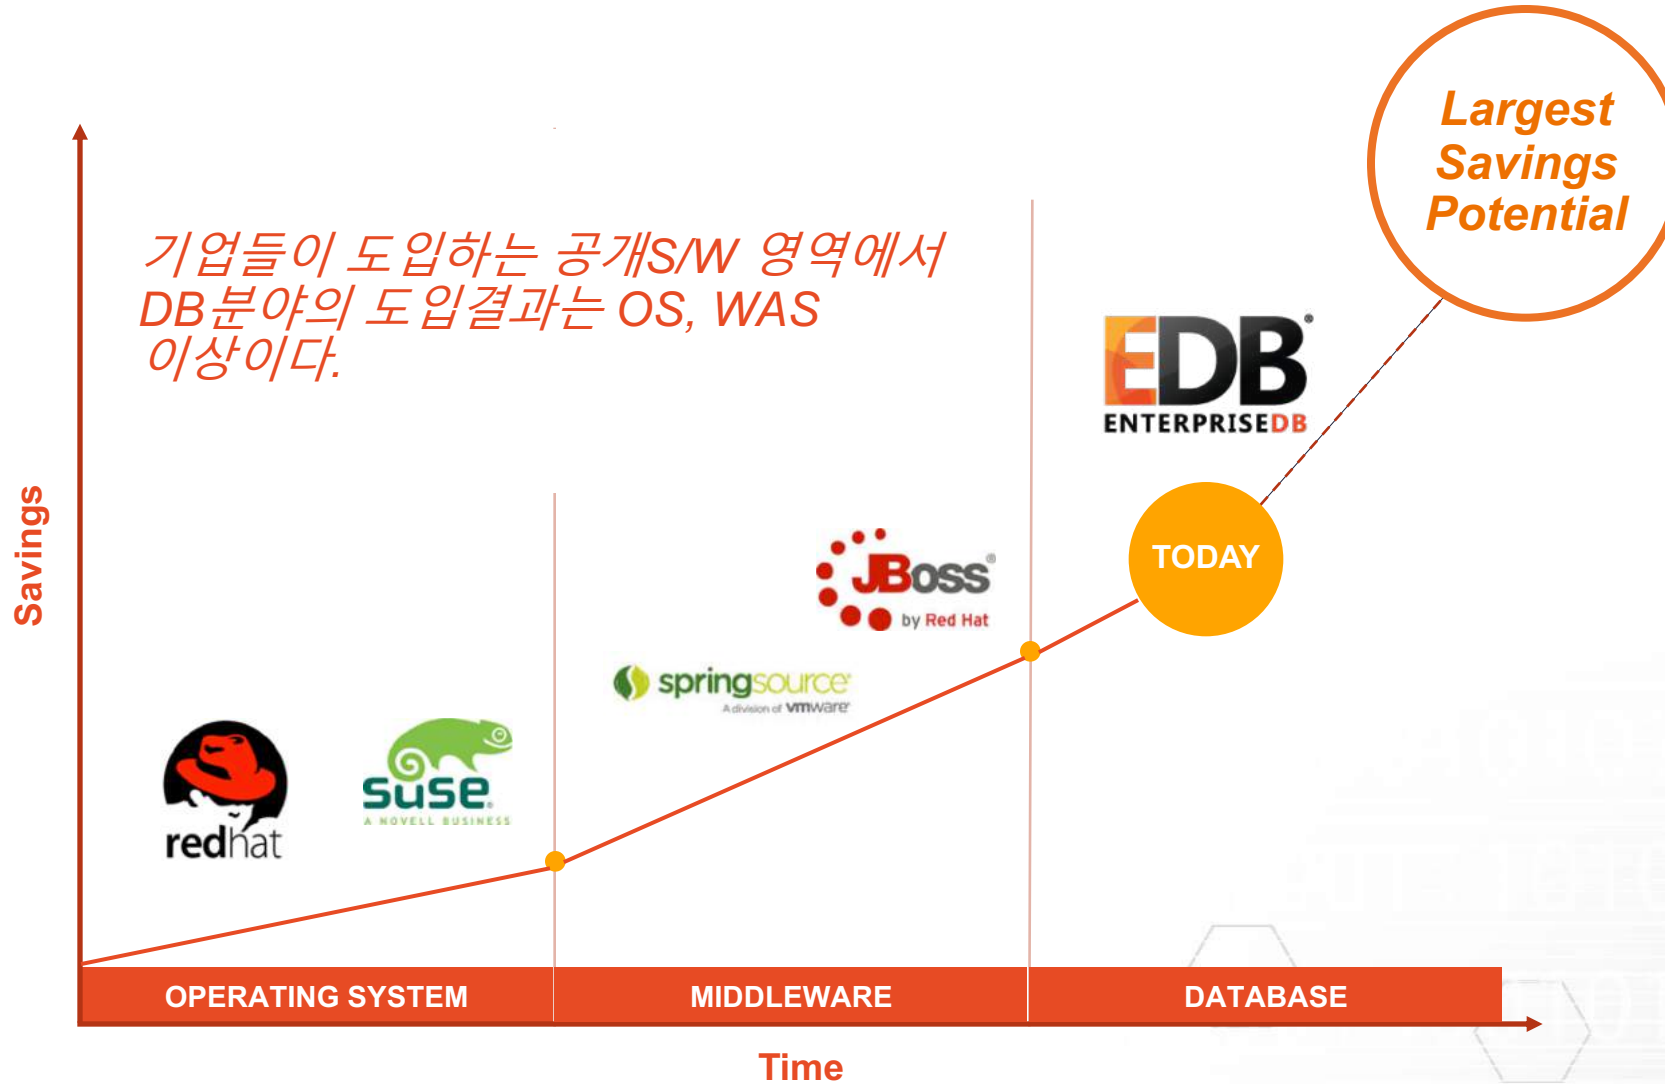 Largest
Savings
Potential
기업들이 도입하는 공개S/W 영역에서
DB분야의 도입결과는 OS, WAS
이상이다.
EDB®
ENTERPRISEDB
Savings
TODAY
JBoss®
by Red Hat
springsource
A division of vmware
redhat
suse
A NOVELL BUSINESS
OPERATING SYSTEM
MIDDLEWARE
DATABASE
Time